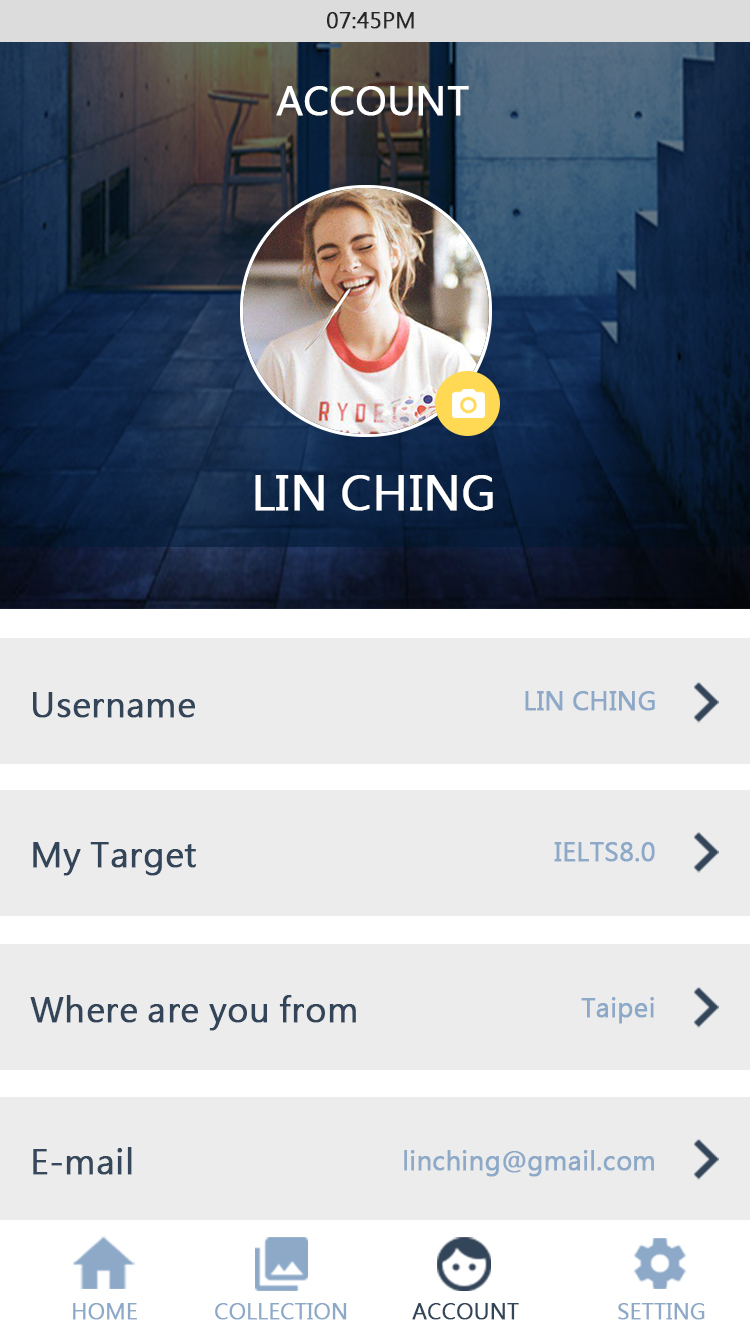 07:45PM
ACCOUNT
RYDE
LIN CHING
Username
LIN CHING
My Target
IELTS8.0
Where are you from
Taipei
E-mail
linching@gmail.com
HOME
COLLECTION
ACCOUNT
SETTING